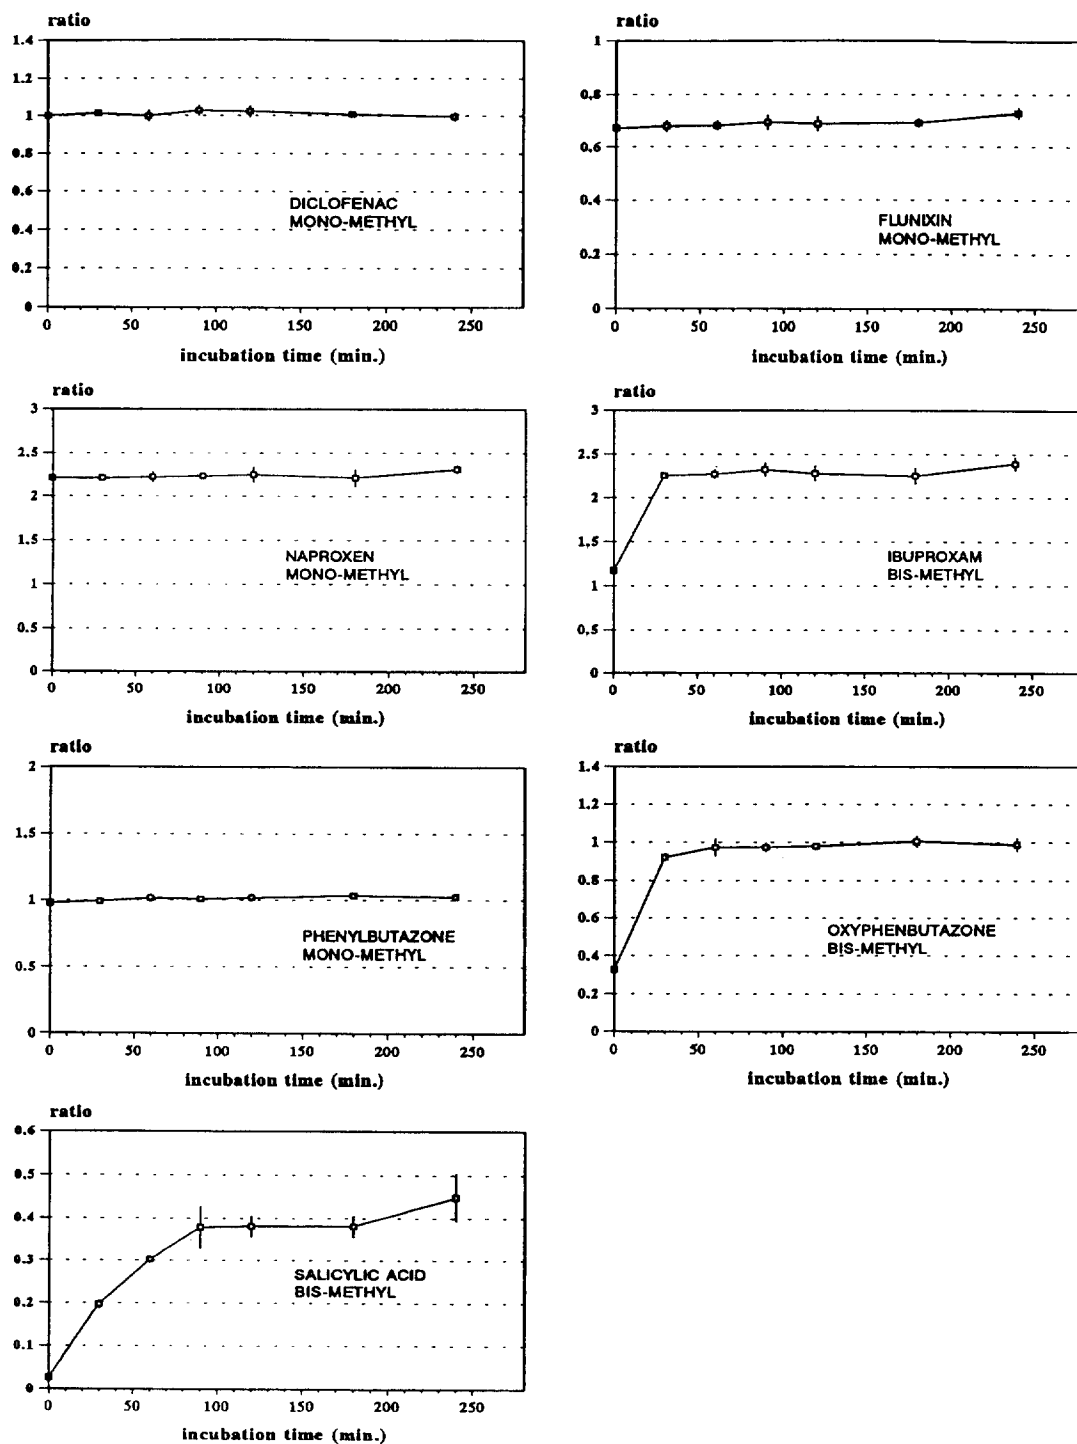 ratio
1.4
1.2
1
0.8
0.6
0.4
0.2
0
DICLOFENAC
MONO-METHYL
0 50 100 150 200 250
incubation time (min.)
ratio
1
0.8
0.6
0.4
0.2
0
FLUNIXIN
MONO-METHYL
0 50 100 150 200 250
incubation time (min.)
ratio
3
2.5
2
1.5
1
0.5
0
NAPROXEN
MONO-METHYL
0 50 100 150 200 250
incubation time (min.)
ratio
3
2.5
2
1.5
1
0.5
0
IBUPROXAM
BIS-METHYL
0 50 100 150 200 250
incubation time (min.)
ratio
2
1.5
1
0.5
0
PHENYLBUTAZONE
MONO-METHYL
0 50 100 150 200 250
incubation time (min.)
ratio
1.4
1.2
1
0.8
0.6
0.4
0.2
0
OXYPHENBUTAZONE
BIS-METHYL
0 50 100 150 200 250
incubation time (min.)
ratio
0.6
0.5
0.4
0.3
0.2
0.1
0
SALICYLIC ACID
BIS-METHYL
0 50 100 150 200 250
incubation time (min.)